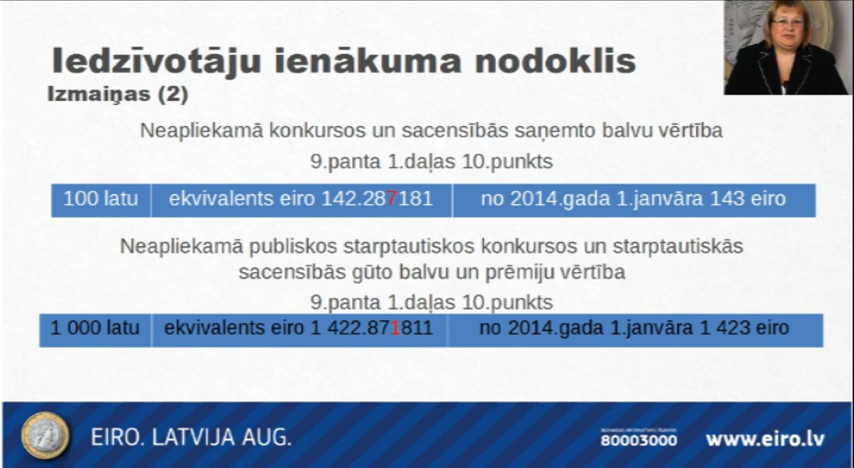 Iedzīvotāju ienākuma nodoklis
Izmaiņas (2)
Neapliekamā konkursos un sacensībās saņemto balvu vērtība
9.panta 1.daļas 10.punkts
100 latu ekvivalents eiro 142.287181 no 2014.gada 1.janvāra 143 eiro
Neapliekamā publiskos starptautiskos konkursos un starptautiskās
sacensībās gūto balvu un prēmiju vērtība
9.panta 1.daļas 10.punkts
1 000 latu ekvivalents eiro 1 422.871811 no 2014.gada 1.janvāra 1 423 eiro
EIRO. LATVIJA AUG.
80003000
www.eiro.lv